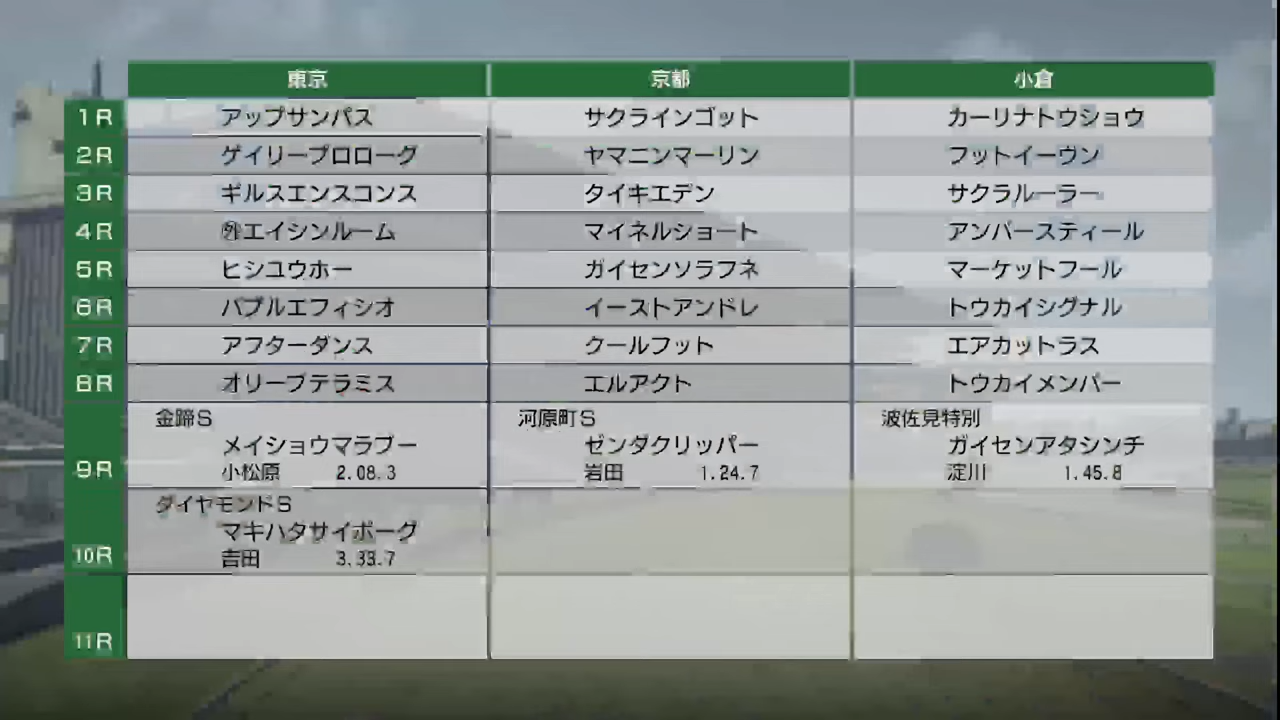 東京 京都 小倉
1R アップサンパス サクラインゴット カーリナトウショウ
2R ゲイリープロローグ ヤマニンマーリン フットイーヴン
3R ギルスエンスコンス タイキエデン サクラルーラー
4R 外エイシンルーム マイネルショート アンバースティール
5R ヒシユウホー ガイセンソラフネ マーケットフール
6R バブルエフィシオ イーストアンドレ トウカイシグナル
7R アフターダンス クールフット エアカットラス
8R オリーブテラミス エルアクト トウカイメンバー
金蹄S 河原町S 波佐見特別
メイショウマラブー ゼンダクリッパー ガイセンアタシンチ
9R 小松原 2.08.3 岩田 1.24.7 淀川 1.45.8
ダイヤモンドS
マキハタサイボーグ
10R 吉田 3.33.7
11R